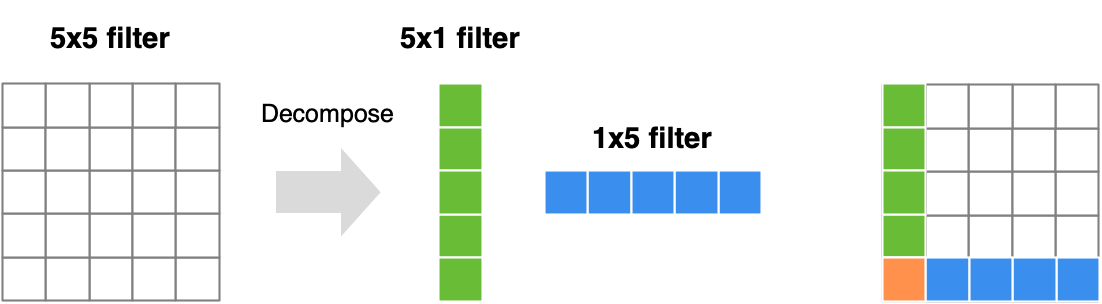 5x5 filter
5x1 filter
Decompose
1x5 filter